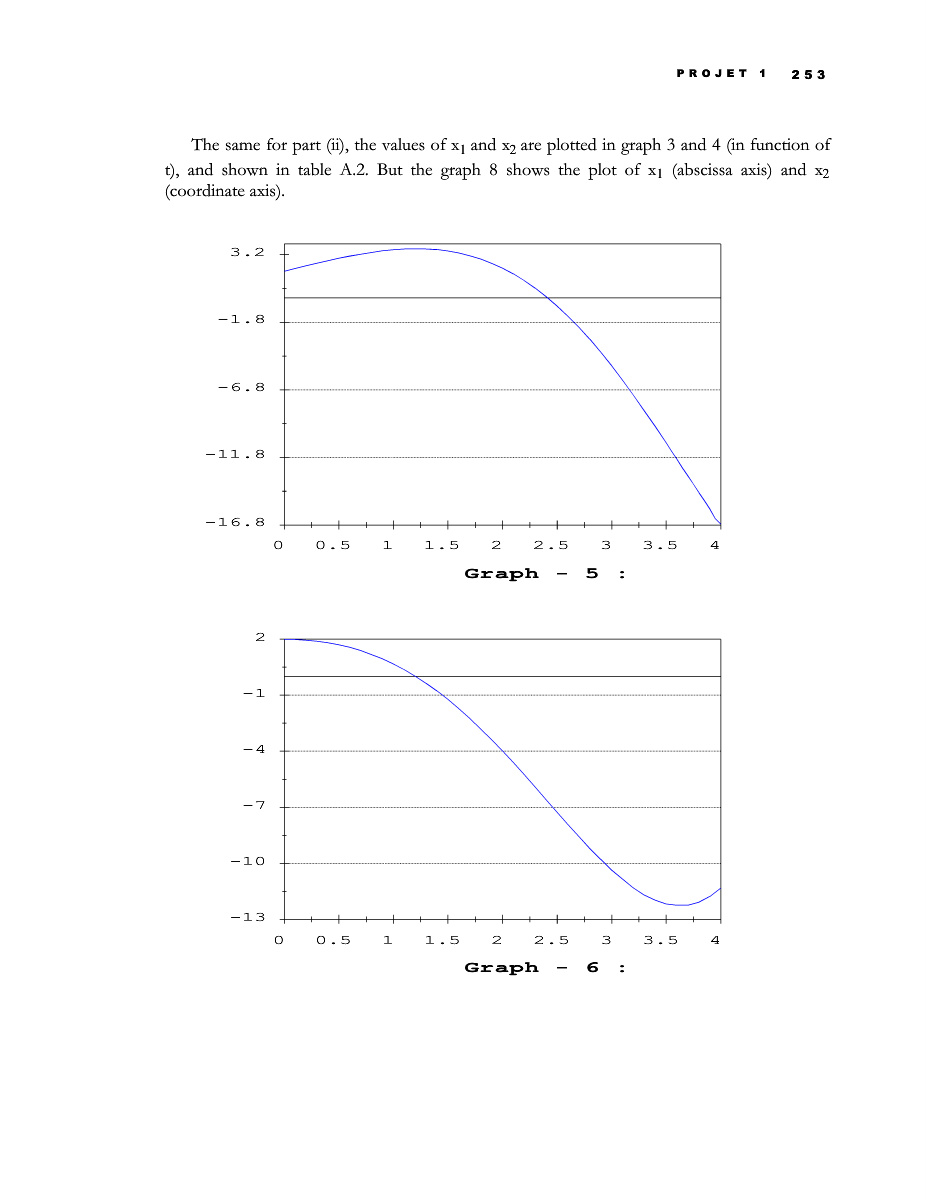 PROJET 1 253
The same for part (ii), the values of x1 and x2 are plotted in graph 3 and 4 (in function of
t), and shown in table A.2. But the graph 8 shows the plot of x1 (abscissa axis) and x2
(coordinate axis).
3.2
-1.8
-6.8
-11.8
-16.8
0 0.5 1 1.5 2 2.5 3 3.5 4
Graph - 5 :
2
-1
-4
-7
-10
-13
0 0.5 1 1.5 2 2.5 3 3.5 4
Graph - 6 :